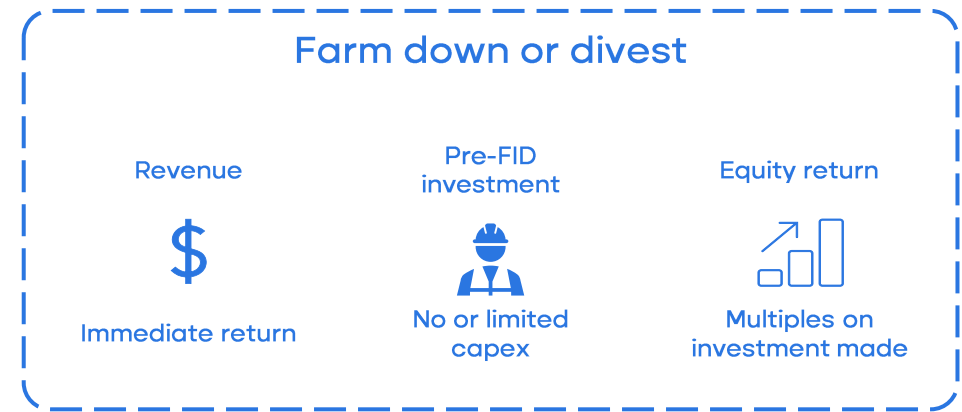 Farm down or divest
Revenue
$
Immediate return
Pre-FID
investment
No or limited
capex
Equity return
Multiples on
investment made